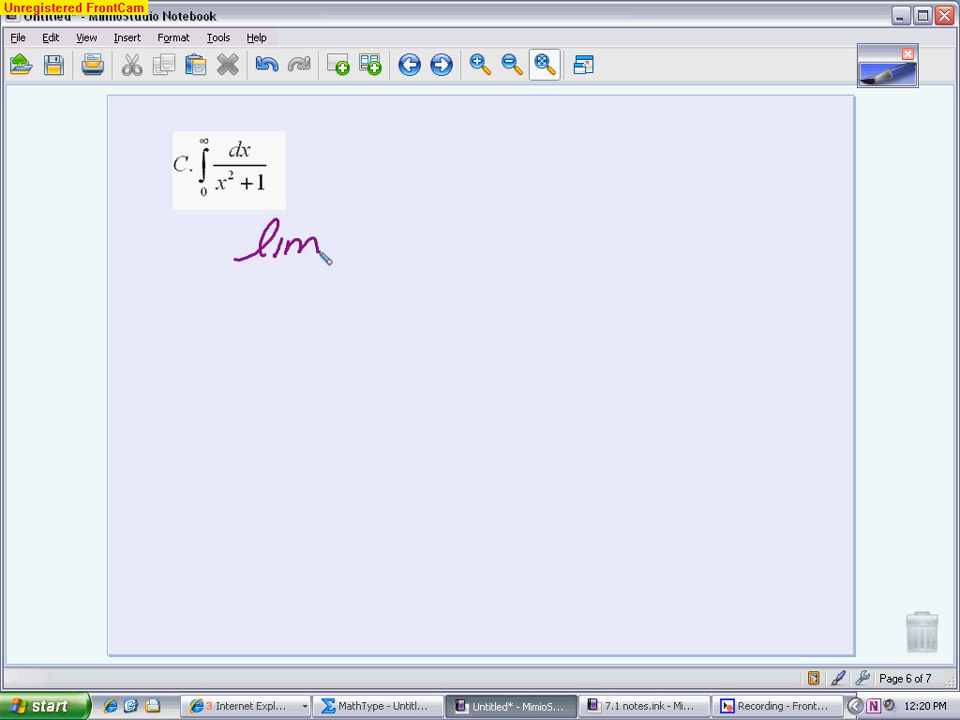 Unregistered FrontCam
Untitled* - MimioStudio Notebook
File Edit View Insert Format Tools Help
C. ∫₀^∞ dx/(x² + 1)
lim
Page 6 of 7
start 3 Internet Expl... MathType - Untitl... Untitled* - MimioS... 7.1 notes.ink - Mi... Recording - Front... N 12:20 PM